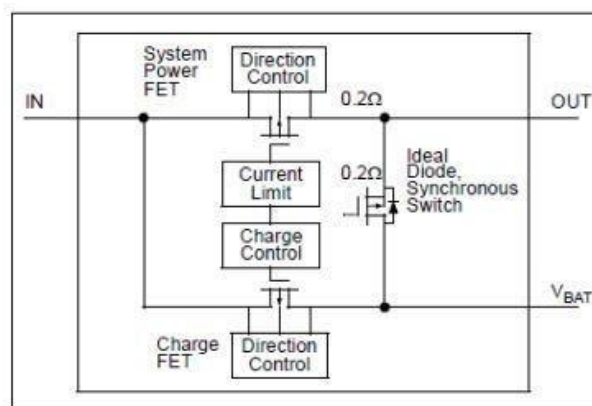 System
Power
FET
Direction
Control
IN
0.2Ω
OUT
0.2Ω
Ideal
Diode,
Synchronous
Switch
Current
Limit
Charge
Control
VBAT
Charge
FET
Direction
Control